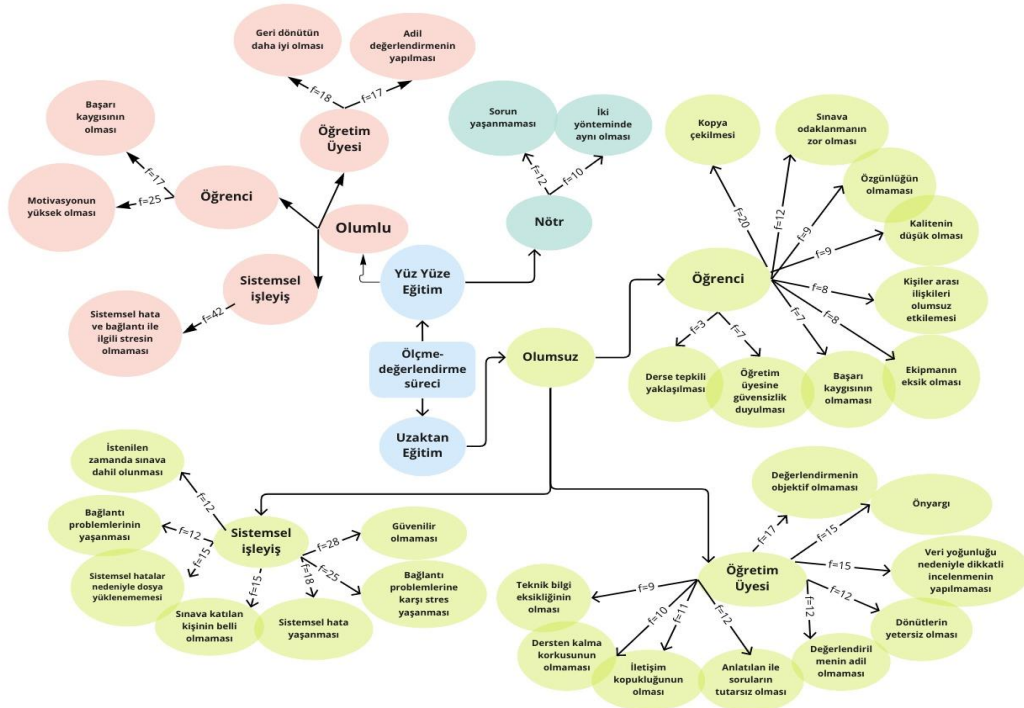 Geri dönütün
daha iyi olması
Adil
değerlendirmenin
yapılması
f=18
f=17
Öğretim
Üyesi
Başarı
kaygısının
olması
f=17
Motivasyonun
yüksek olması
f=25
Öğrenci
Olumlu
Sistemsel
işleyiş
f=42
Sistemsel hata
ve bağlantı ile
ilgili stresin
olmaması
Sorun
yaşanmaması
İki
yönteminde
aynı olması
f=12
f=10
Nötr
Yüz Yüze
Eğitim
Ölçme-
değerlendirme
süreci
Uzaktan
Eğitim
Olumsuz
Kopya
çekilmesi
Sınava
odaklanmanın
zor olması
Özgünlüğün
olmaması
Kalitenin
düşük olması
Kişiler arası
ilişkileri
olumsuz
etkilemesi
Ekipmanın
eksik olması
Başarı
kaygısının
olmaması
Öğretim
üyesine
güvensizlik
duyulması
Derse tepkili
yaklaşılması
Öğrenci
f=20
f=12
f=9
f=9
f=8
f=8
f=7
f=7
f=3
İstenilen
zamanda sınava
dahil olunması
f=12
Bağlantı
problemlerinin
yaşanması
f=12
Sistemsel
işleyiş
f=15
Sistemsel hatalar
nedeniyle dosya
yüklenememesi
f=15
Sınava katılan
kişinin belli
olmaması
f=18
Sistemsel hata
yaşanması
f=25
Bağlantı
problemlerine
karşı stres
yaşanması
f=28
Güvenilir
olmaması
Değerlendirmenin
objektif olmaması
f=17
Önyargı
f=15
Veri yoğunluğu
nedeniyle dikkatli
incelenmenin
yapılmaması
f=15
Öğretim
Üyesi
f=12
Dönütlerin
yetersiz olması
f=12
Değerlendiril
menin adil
olmaması
f=12
Anlatılan ile
soruların
tutarsız olması
f=11
İletişim
kopukluğunun
olması
f=10
Dersten kalma
korkusunun
olmaması
f=9
Teknik bilgi
eksikliğinin
olması